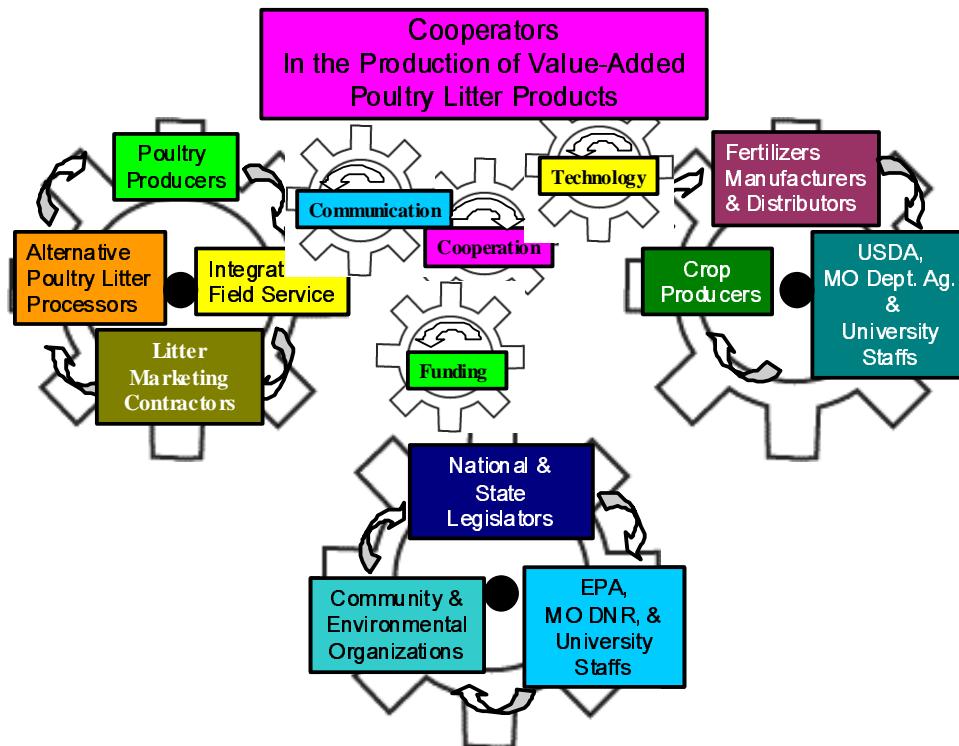 Cooperators
In the Production of Value-Added
Poultry Litter Products
Poultry
Producers
Alternative
Poultry Litter
Processors
Field Service
Litter
Marketing
Contractors
Communication
Cooperation
Technology
Funding
Fertilizers
Manufacturers
& Distributors
Crop
Producers
USDA,
MO Dept. Ag.
&
University
Staffs
National &
State
Legislators
Community &
Environmental
Organizations
EPA,
MO DNR, &
University
Staffs